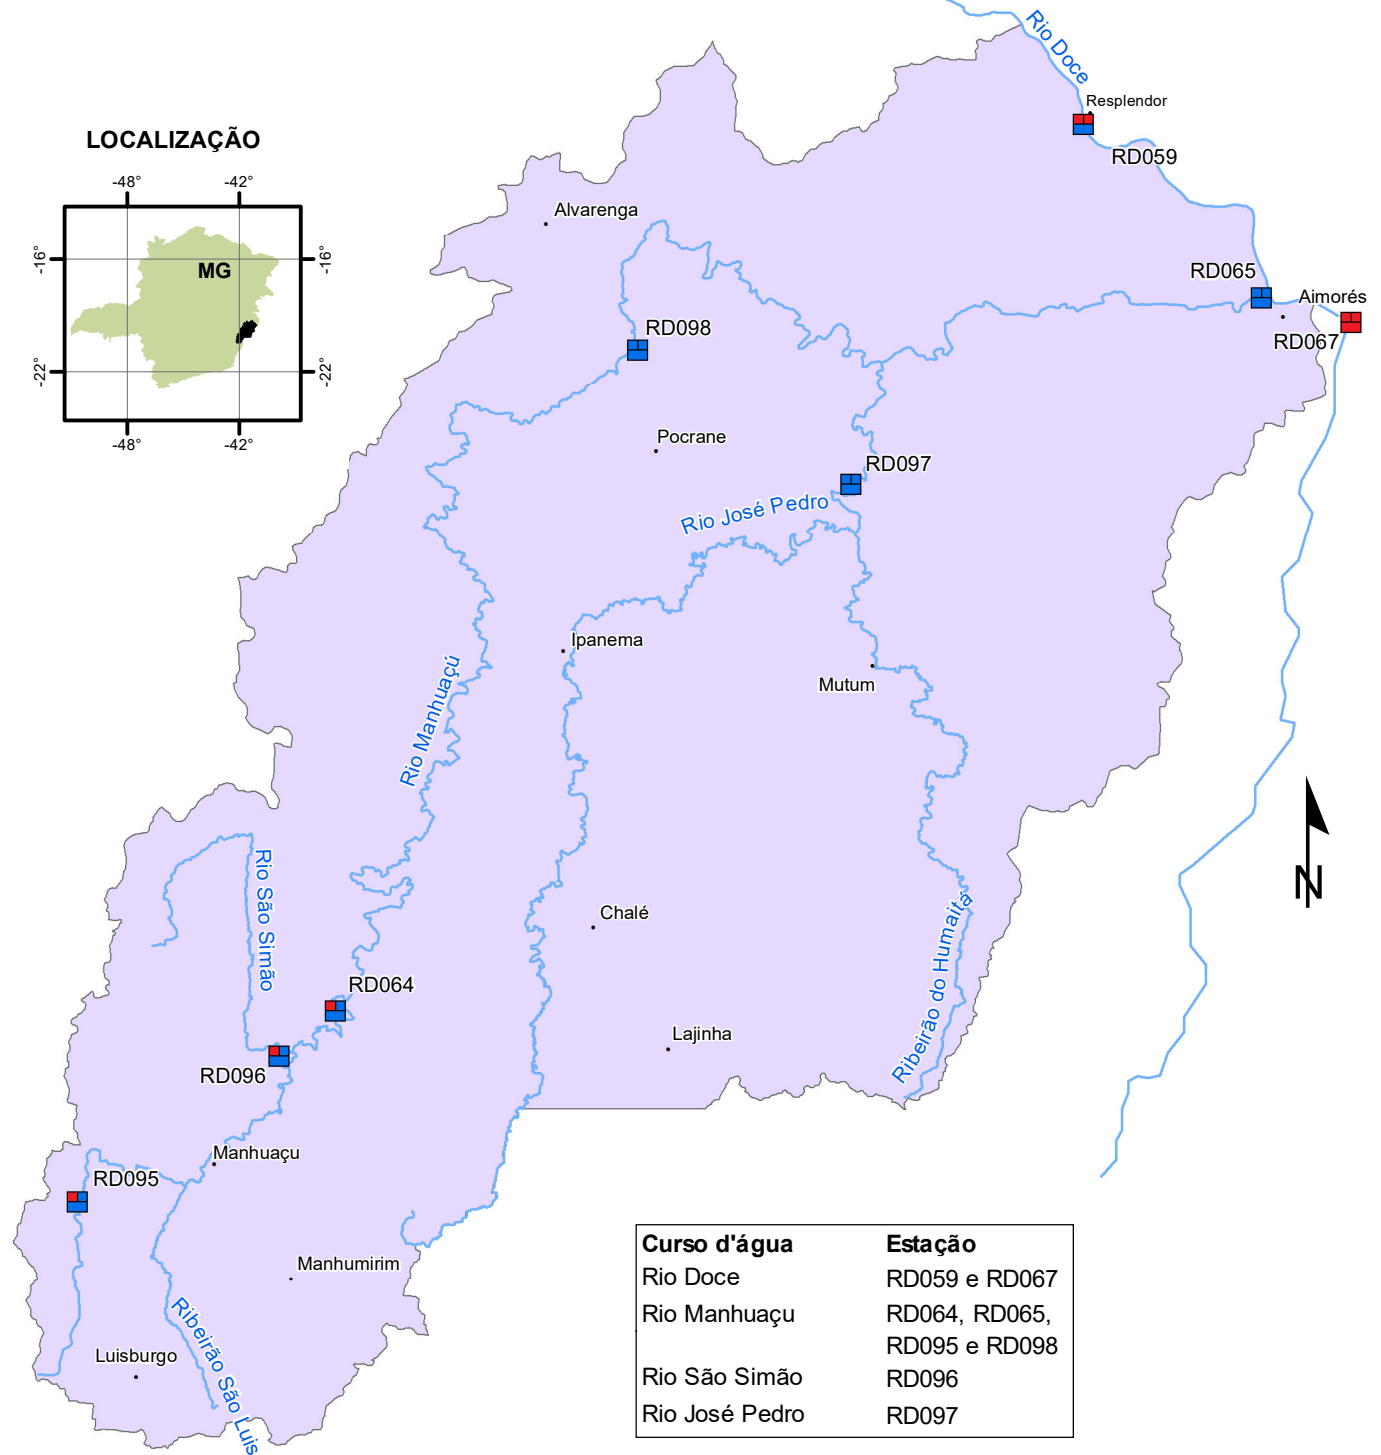 Rio Doce
Resplendor
RD059
LOCALIZAÇÃO
-48°
-42°
-16°
-16°
MG
-22°
-22°
-48°
-42°
Alvarenga
RD065
Aimorés
RD067
RD098
Pocrane
RD097
Rio José Pedro
Ipanema
Mutum
Rio Manhuaçú
Rio São Simão
N
Chalé
Ribeirão do Humaitá
RD064
Lajinha
RD096
Manhuaçu
RD095
Manhumirim
Ribeirão São Luis
Luisburgo
Curso d'água Estação
Rio Doce RD059 e RD067
Rio Manhuaçu RD064, RD065,
RD095 e RD098
Rio São Simão RD096
Rio José Pedro RD097